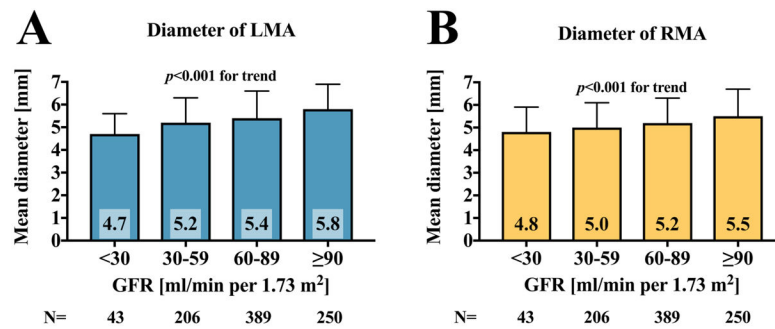 A
Diameter of LMA
p<0.001 for trend
Mean diameter [mm]
7
6
5
4
3
2
1
0
4.7 5.2 5.4 5.8
<30 30-59 60-89 ≥90
GFR [ml/min per 1.73 m²]
N= 43 206 389 250
B
Diameter of RMA
p<0.001 for trend
Mean diameter [mm]
7
6
5
4
3
2
1
0
4.8 5.0 5.2 5.5
<30 30-59 60-89 ≥90
GFR [ml/min per 1.73 m²]
N= 43 206 389 250